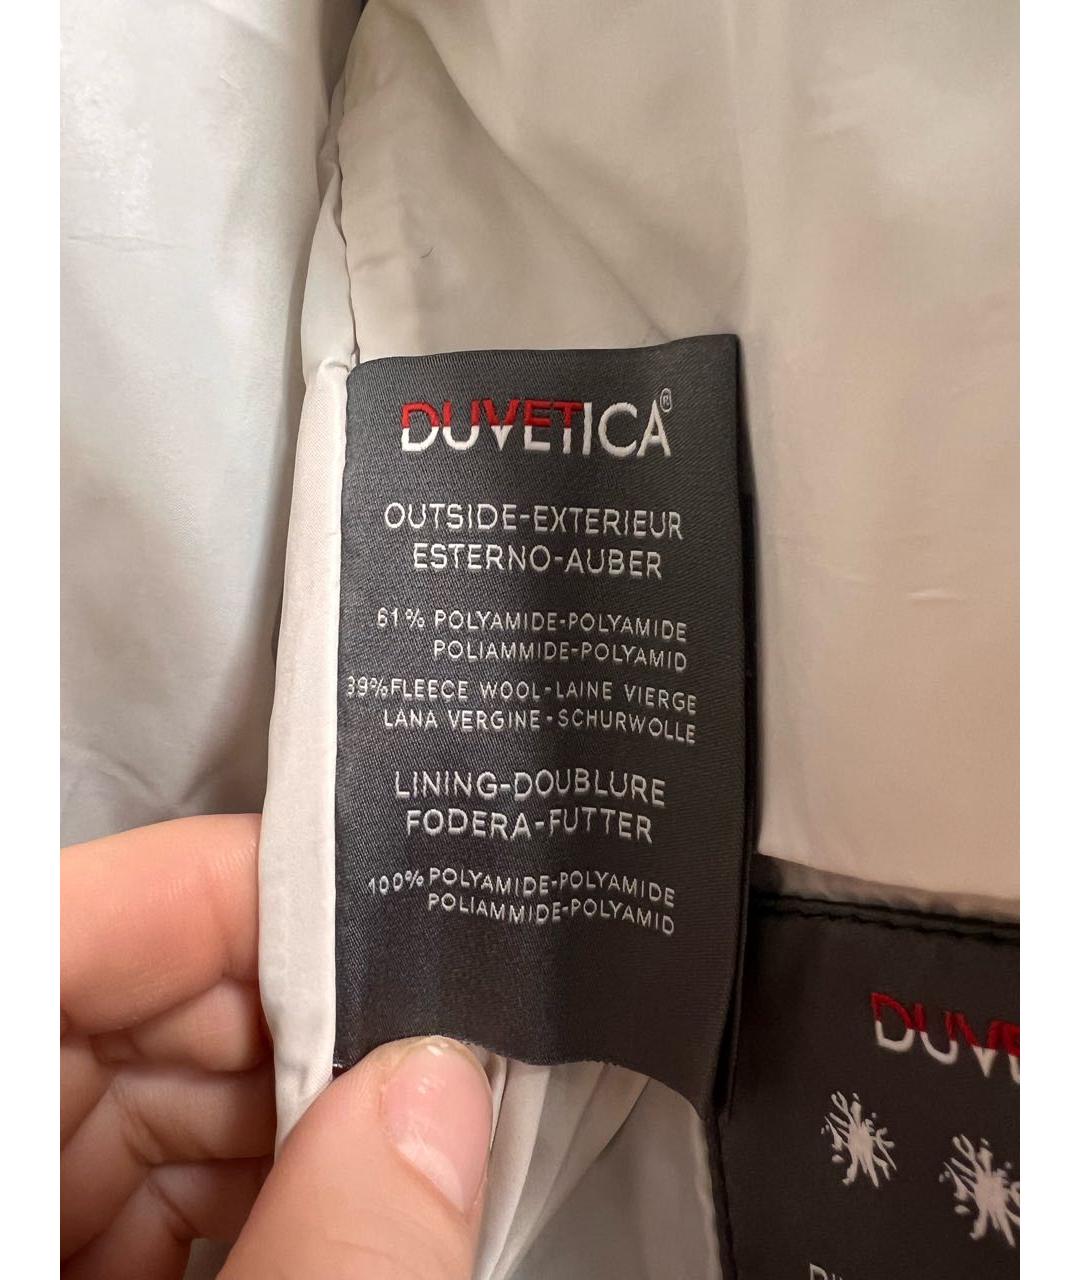 DUVETICA®
OUTSIDE-EXTERIEUR
ESTERNO-AUBER
61% POLYAMIDE-POLYAMIDE
POLIAMMIDE-POLYAMID
39%FLEECE WOOL-LAINE VIERGE
LANA VERGINE-SCHURWOLLE
LINING-DOUBLURE
FODERA-FUTTER
100% POLYAMIDE-POLYAMIDE
POLIAMMIDE-POLYAMID
DUVE